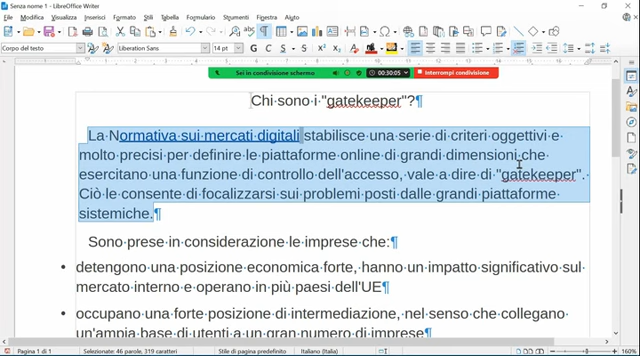 Senza nome 1 - LibreOffice Writer
File Modifica Visualizza Inserisci Formato Stili Tabella Formulario Strumenti Finestra Aiuto
Corpo del testo Liberation Sans 14 pt
Sei in condivisione schermo 00:30:05 Interrompi condivisione
Chi sono i "gatekeeper"?¶
La Normativa sui mercati digitali stabilisce una serie di criteri oggettivi e
molto precisi per definire le piattaforme online di grandi dimensioni che
esercitano una funzione di controllo dell'accesso, vale a dire di "gatekeeper".
Ciò le consente di focalizzarsi sui problemi posti dalle grandi piattaforme
sistemiche.¶
Sono prese in considerazione le imprese che:¶
• detengono una posizione economica forte, hanno un impatto significativo sul
mercato interno e operano in più paesi dell'UE¶
• occupano una forte posizione di intermediazione, nel senso che collegano
un'ampia base di utenti a un gran numero di imprese¶
Pagina 1 di 1 Selezionate: 46 parole, 319 caratteri Stile di pagina predefinito Italiano (Italia) 160%